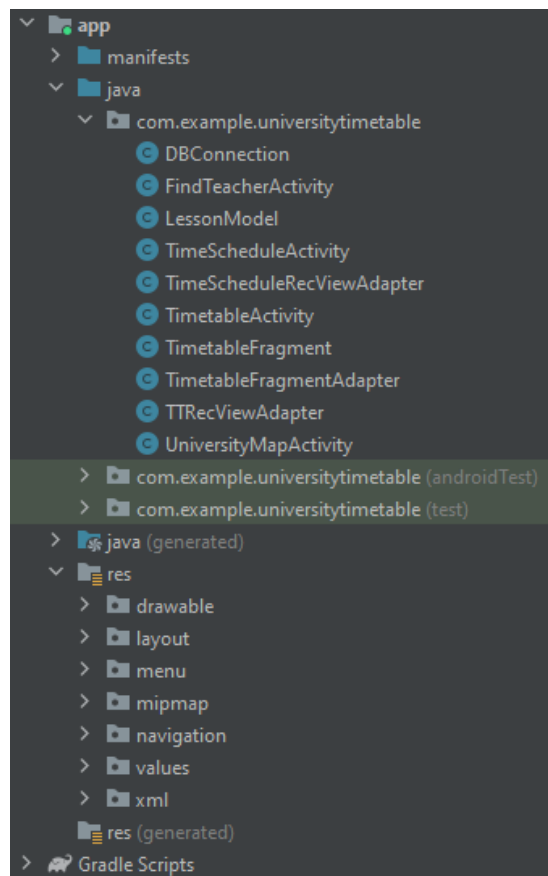 app
manifests
java
com.example.universitytimetable
DBConnection
FindTeacherActivity
LessonModel
TimeScheduleActivity
TimeScheduleRecViewAdapter
TimetableActivity
TimetableFragment
TimetableFragmentAdapter
TTRecViewAdapter
UniversityMapActivity
com.example.universitytimetable (androidTest)
com.example.universitytimetable (test)
java (generated)
res
drawable
layout
menu
mipmap
navigation
values
xml
res (generated)
Gradle Scripts